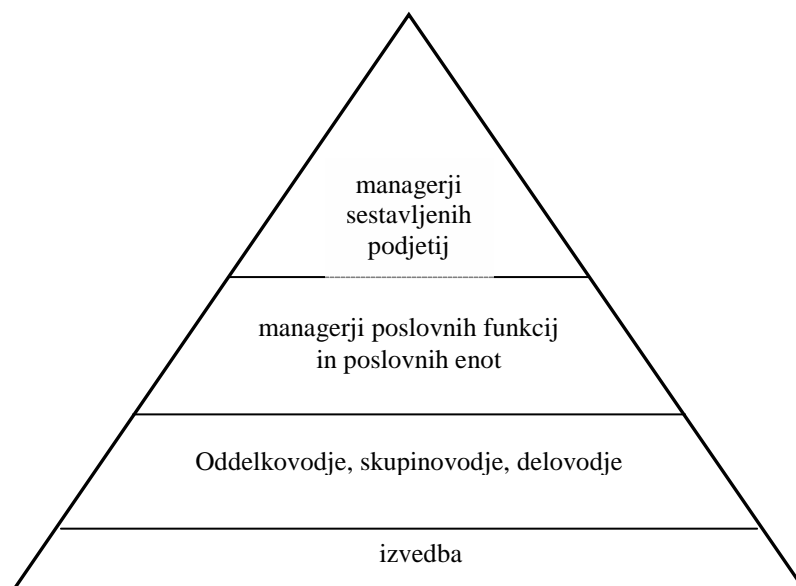 managerji
sestavljenih
podjetij
managerji poslovnih funkcij
in poslovnih enot
Oddelkovodje, skupinovodje, delovodje
izvedba